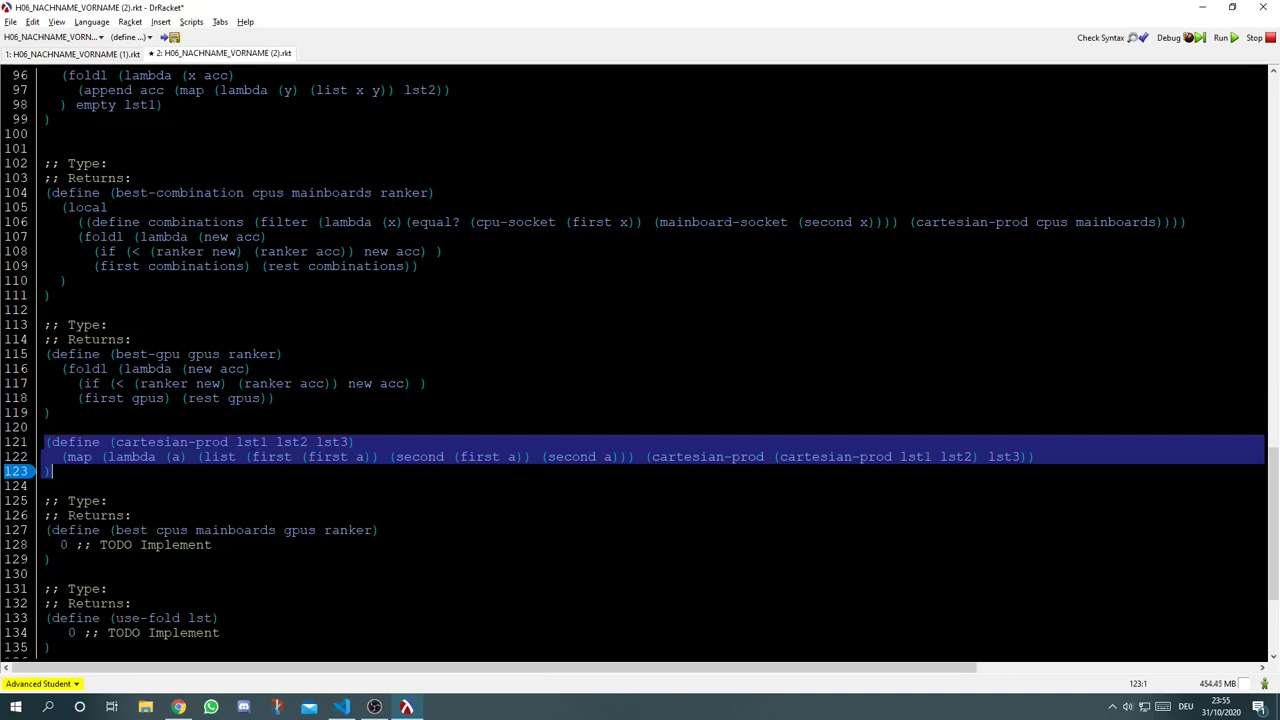 H06_NACHNAME_VORNAME (2).rkt - DrRacket*
File Edit View Language Racket Insert Scripts Tabs Help
H06_NACHNAME_VORN...▾ (define ...)▾ Check Syntax Debug Run Stop
1: H06_NACHNAME_VORNAME (1).rkt ★ 2: H06_NACHNAME_VORNAME (2).rkt
96 (foldl (lambda (x acc)
97 (append acc (map (lambda (y) (list x y)) lst2))
98 ) empty lst1)
99 )
100
101
102 ;; Type:
103 ;; Returns:
104 (define (best-combination cpus mainboards ranker)
105 (local
106 ((define combinations (filter (lambda (x)(equal? (cpu-socket (first x)) (mainboard-socket (second x)))) (cartesian-prod cpus mainboards))))
107 (foldl (lambda (new acc)
108 (if (< (ranker new) (ranker acc)) new acc) )
109 (first combinations) (rest combinations))
110 )
111 )
112
113 ;; Type:
114 ;; Returns:
115 (define (best-gpu gpus ranker)
116 (foldl (lambda (new acc)
117 (if (< (ranker new) (ranker acc)) new acc) )
118 (first gpus) (rest gpus))
119 )
120
121 (define (cartesian-prod lst1 lst2 lst3)
122 (map (lambda (a) (list (first (first a)) (second (first a)) (second a))) (cartesian-prod (cartesian-prod lst1 lst2) lst3))
123 )
124
125 ;; Type:
126 ;; Returns:
127 (define (best cpus mainboards gpus ranker)
128 0 ;; TODO Implement
129 )
130
131 ;; Type:
132 ;; Returns:
133 (define (use-fold lst)
134 0 ;; TODO Implement
135 )
Advanced Student ▾ 123:1 454.45 MB
DEU 23:55
31/10/2020